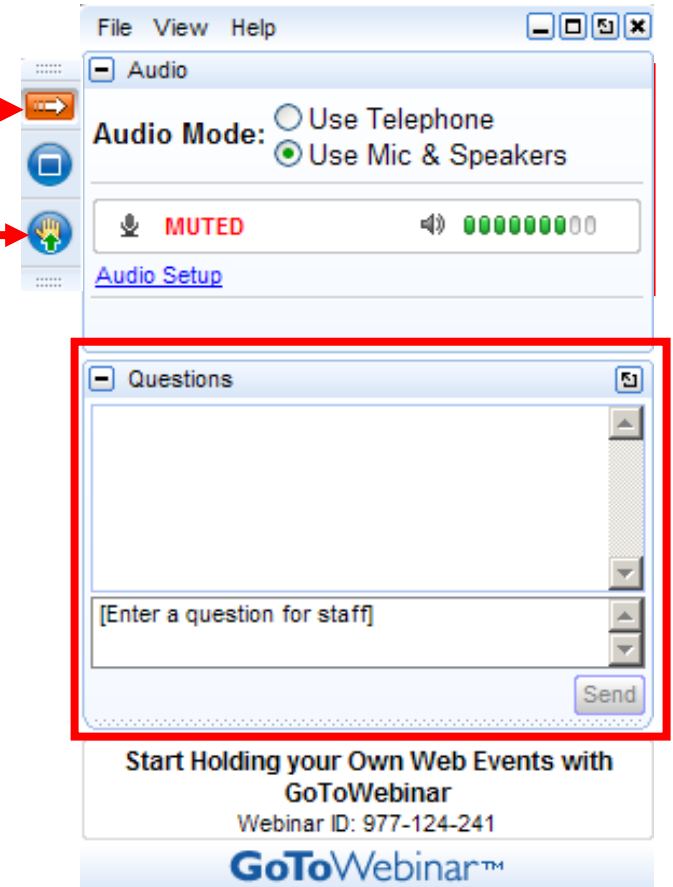 File View Help
Audio
Audio Mode: Use Telephone
Use Mic & Speakers
MUTED
Audio Setup
Questions
[Enter a question for staff]
Send
Start Holding your Own Web Events with
GoToWebinar
Webinar ID: 977-124-241
GoToWebinar™